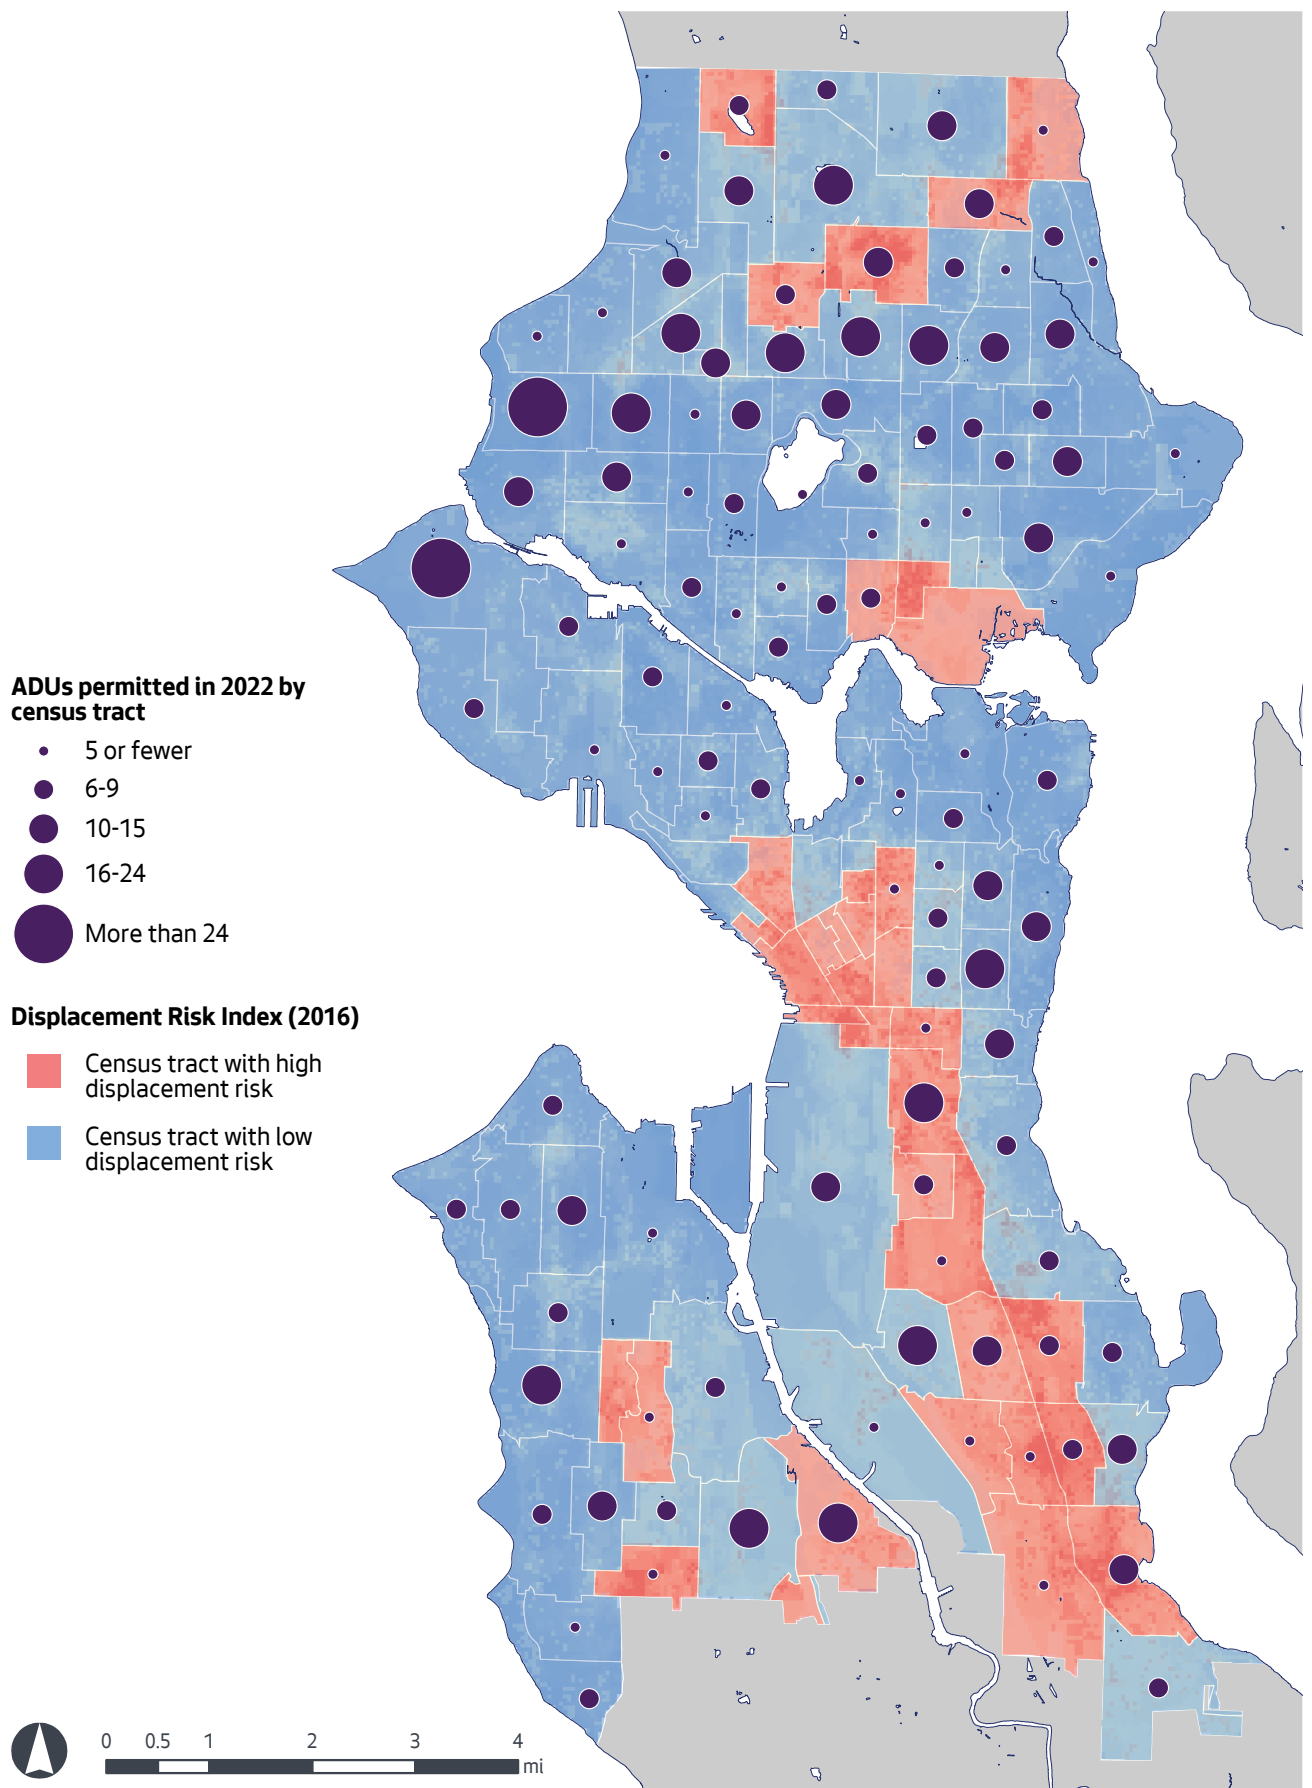 ADUs permitted in 2022 by
census tract
5 or fewer
6-9
10-15
16-24
More than 24
Displacement Risk Index (2016)
Census tract with high
displacement risk
Census tract with low
displacement risk
0 0.5 1 2 3 4
mi